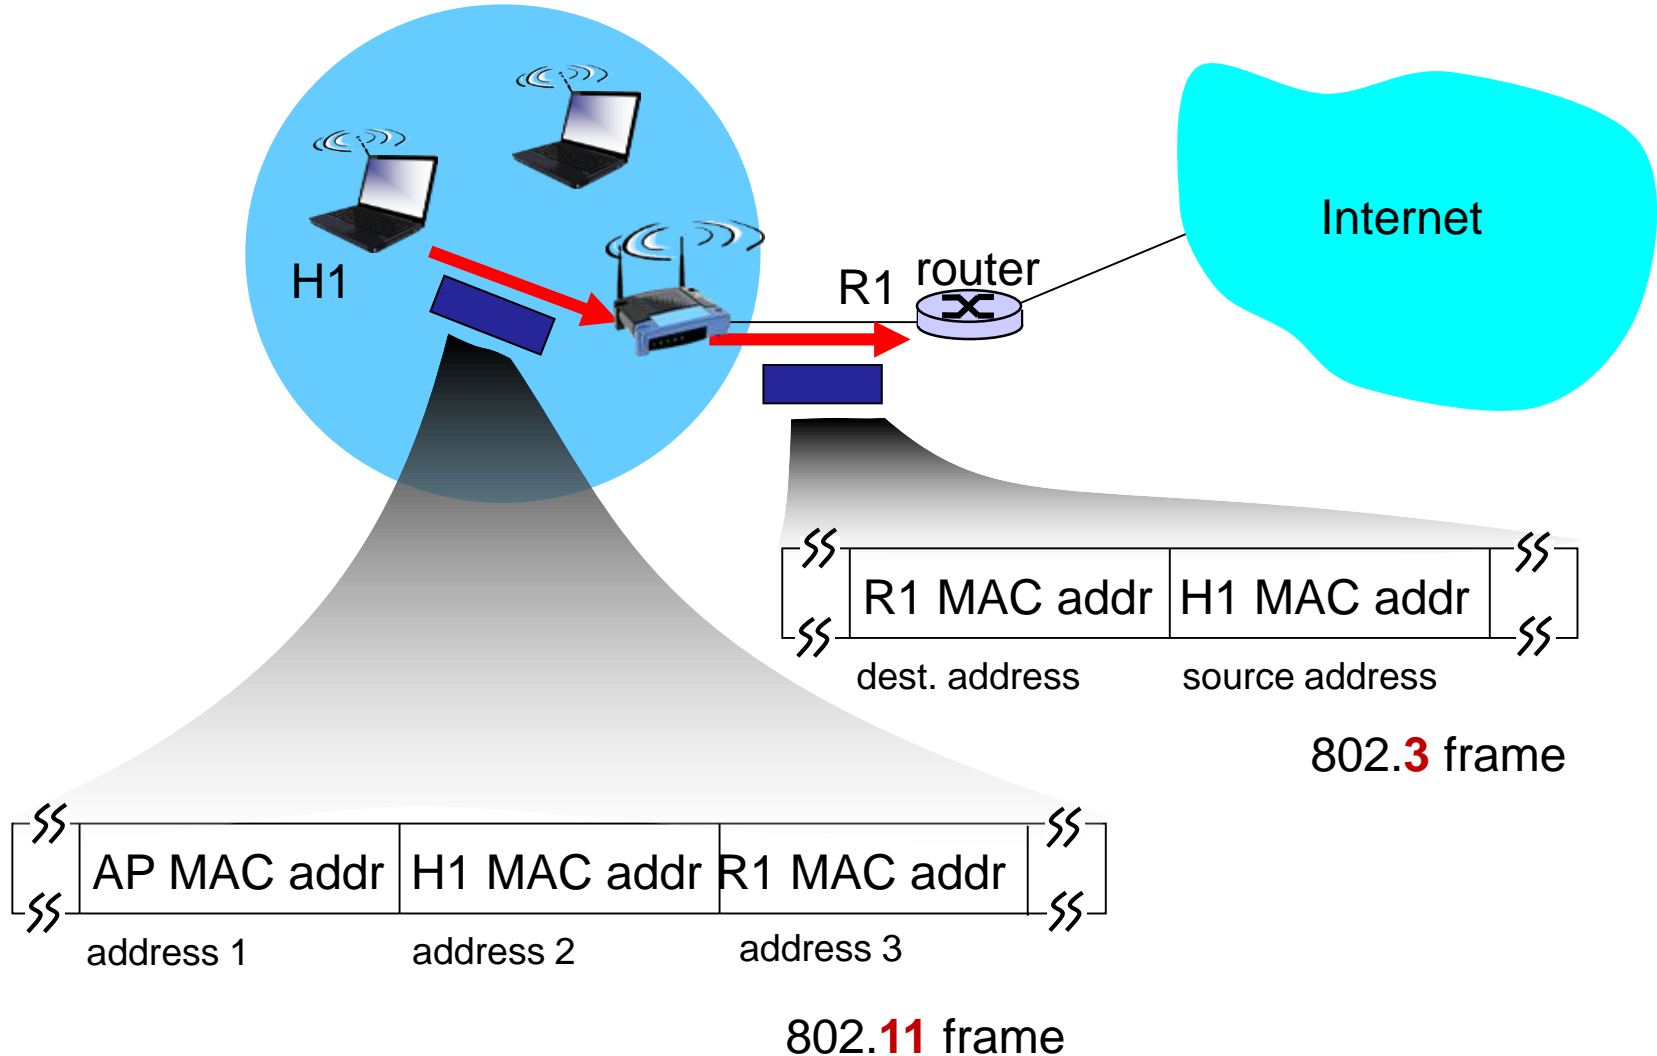 Internet
router
R1
H1
R1 MAC addr
H1 MAC addr
dest. address
source address
802.3 frame
AP MAC addr
H1 MAC addr
R1 MAC addr
address 1
address 2
address 3
802.11 frame